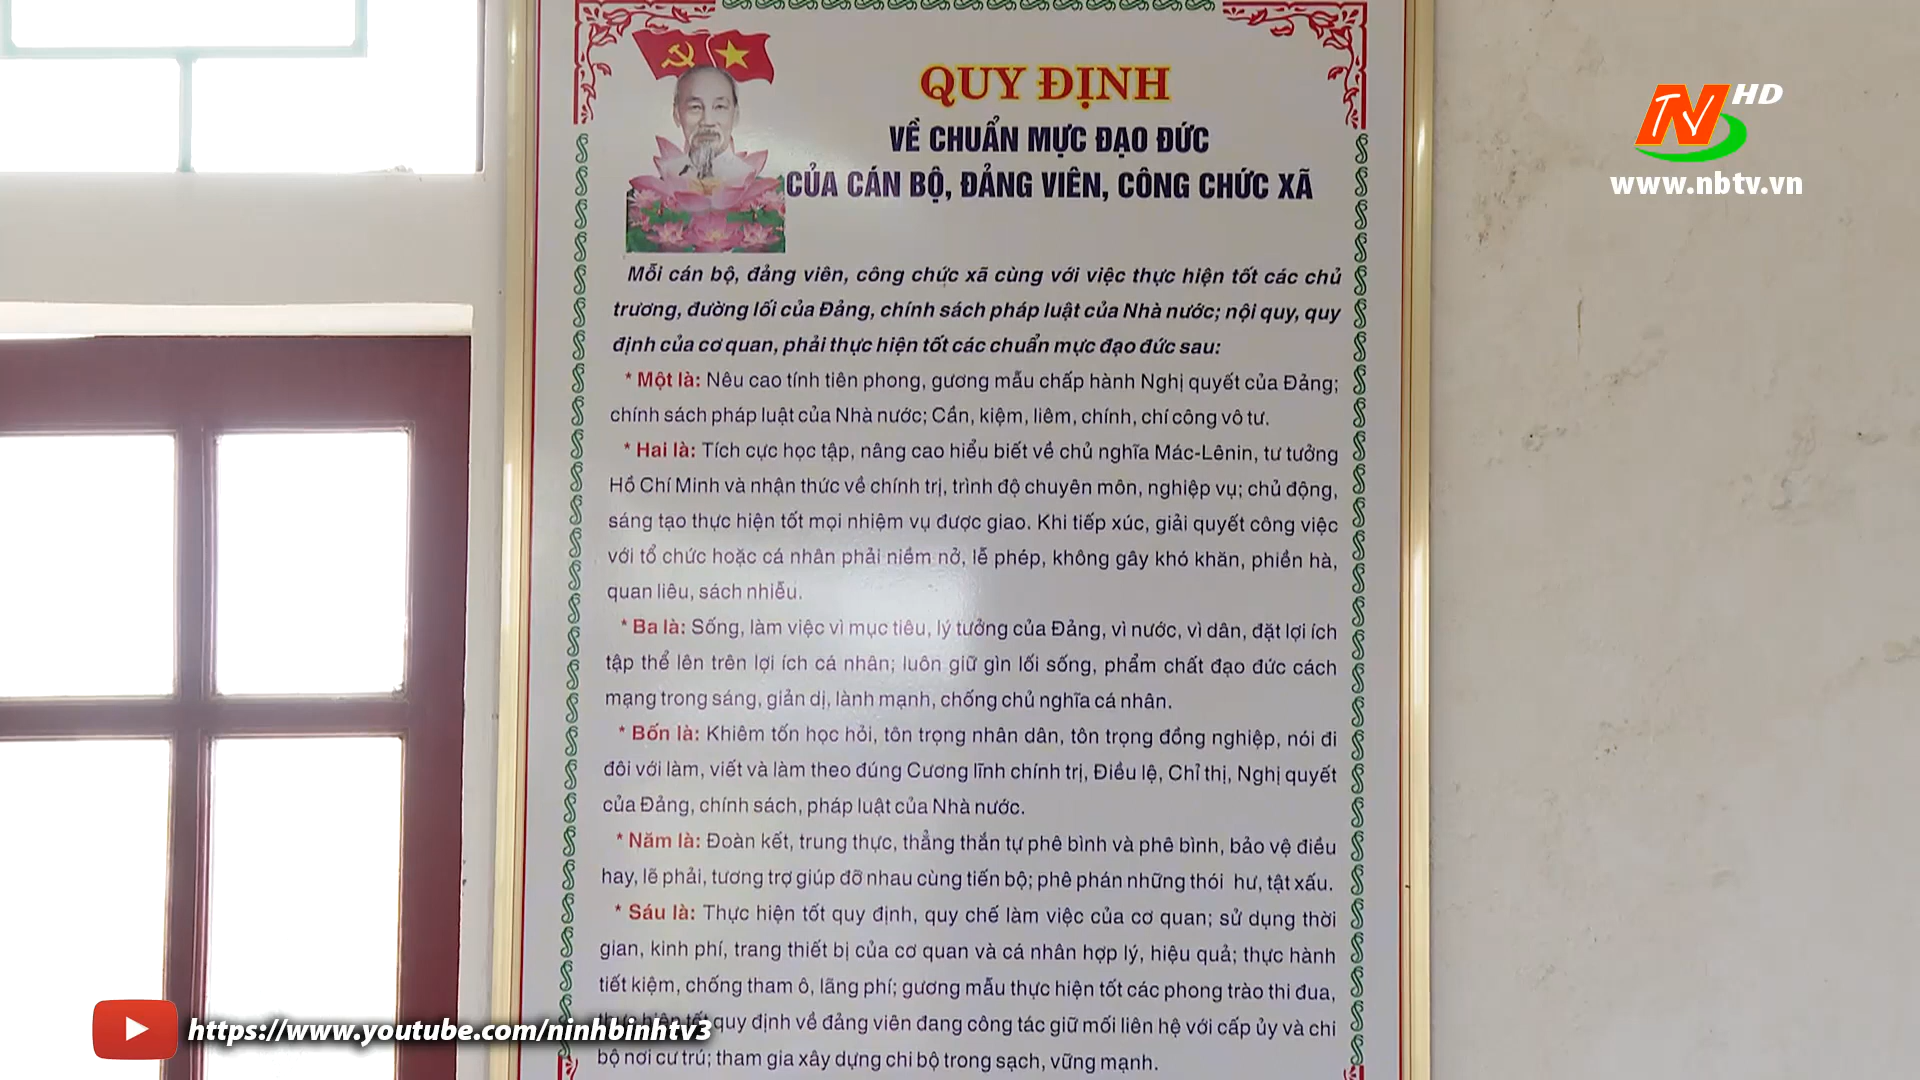 QUY ĐỊNH
VỀ CHUẨN MỰC ĐẠO ĐỨC
CỦA CÁN BỘ, ĐẢNG VIÊN, CÔNG CHỨC XÃ
Mỗi cán bộ, đảng viên, công chức xã cùng với việc thực hiện tốt các chủ
trương, đường lối của Đảng, chính sách pháp luật của Nhà nước; nội quy, quy
định của cơ quan, phải thực hiện tốt các chuẩn mực đạo đức sau:
* Một là: Nêu cao tính tiên phong, gương mẫu chấp hành Nghị quyết của Đảng;
chính sách pháp luật của Nhà nước; Cần, kiệm, liêm, chính, chí công vô tư.
* Hai là: Tích cực học tập, nâng cao hiểu biết về chủ nghĩa Mác-Lênin, tư tưởng
Hồ Chí Minh và nhận thức về chính trị, trình độ chuyên môn, nghiệp vụ; chủ động,
sáng tạo thực hiện tốt mọi nhiệm vụ được giao. Khi tiếp xúc, giải quyết công việc
với tổ chức hoặc cá nhân phải niềm nở, lễ phép, không gây khó khăn, phiền hà,
quan liêu, sách nhiễu.
* Ba là: Sống, làm việc vì mục tiêu, lý tưởng của Đảng, vì nước, vì dân, đặt lợi ích
tập thể lên trên lợi ích cá nhân; luôn giữ gìn lối sống, phẩm chất đạo đức cách
mạng trong sáng, giản dị, lành mạnh, chống chủ nghĩa cá nhân.
* Bốn là: Khiêm tốn học hỏi, tôn trọng nhân dân, tôn trọng đồng nghiệp, nói đi
đôi với làm, viết và làm theo đúng Cương lĩnh chính trị, Điều lệ, Chỉ thị, Nghị quyết
của Đảng, chính sách, pháp luật của Nhà nước.
* Năm là: Đoàn kết, trung thực, thẳng thắn tự phê bình và phê bình, bảo vệ điều
hay, lẽ phải, tương trợ giúp đỡ nhau cùng tiến bộ; phê phán những thói hư, tật xấu.
* Sáu là: Thực hiện tốt quy định, quy chế làm việc của cơ quan; sử dụng thời
gian, kinh phí, trang thiết bị của cơ quan và cá nhân hợp lý, hiệu quả; thực hành
tiết kiệm, chống tham ô, lãng phí; gương mẫu thực hiện tốt các phong trào thi đua,
thực hiện tốt quy định về đảng viên đang công tác giữ mối liên hệ với cấp ủy và chi
bộ nơi cư trú; tham gia xây dựng chi bộ trong sạch, vững mạnh.
NTV HD
www.nbtv.vn
https://www.youtube.com/ninhbinhtv3